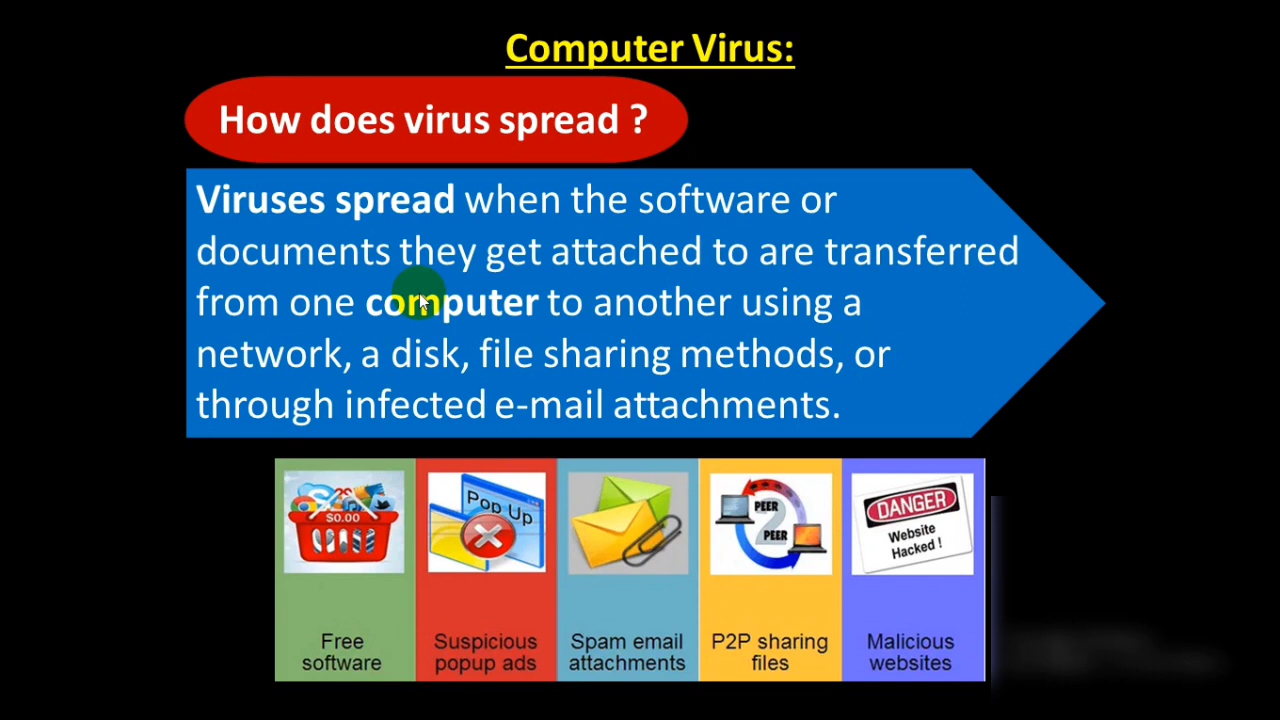 Computer Virus:
How does virus spread ?
Viruses spread when the software or
documents they get attached to are transferred
from one computer to another using a
network, a disk, file sharing methods, or
through infected e-mail attachments.
$0.00
Pop Up
PEER
2
PEER
DANGER
Website
Hacked !
Free
software
Suspicious
popup ads
Spam email
attachments
P2P sharing
files
Malicious
websites